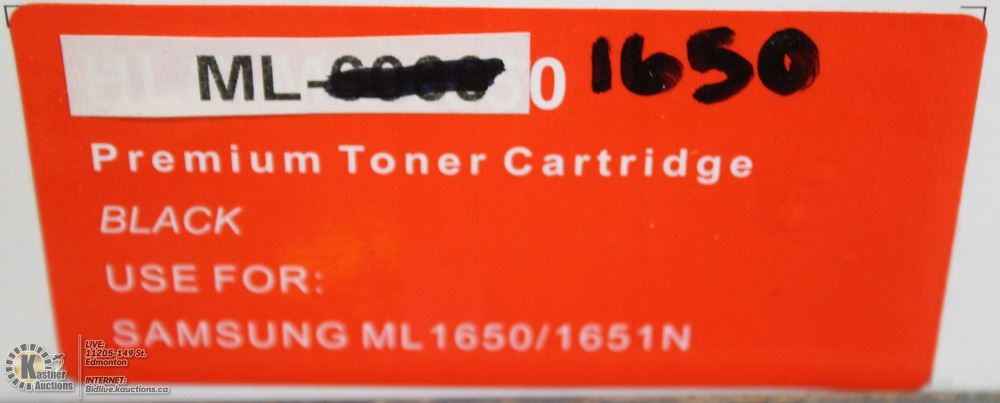 ML- 0 1650
Premium Toner Cartridge
BLACK
USE FOR:
SAMSUNG ML1650/1651N
Kastner
Auctions
LIVE:
11205-149 St.
Edmonton
INTERNET:
Bidlive.kauctions.ca